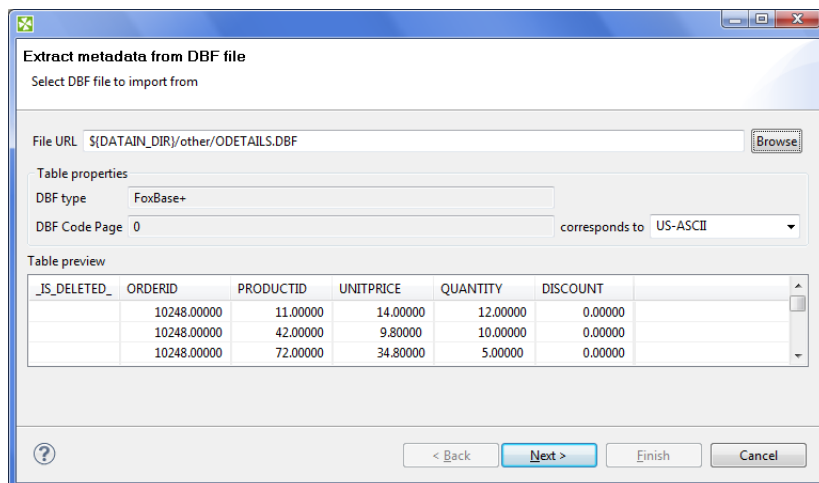 Extract metadata from DBF file
Select DBF file to import from
File URL ${DATAIN_DIR}/other/ODETAILS.DBF Browse
Table properties
DBF type FoxBase+
DBF Code Page 0 corresponds to US-ASCII
Table preview
_IS_DELETED_ ORDERID PRODUCTID UNITPRICE QUANTITY DISCOUNT
10248.00000 11.00000 14.00000 12.00000 0.00000
10248.00000 42.00000 9.80000 10.00000 0.00000
10248.00000 72.00000 34.80000 5.00000 0.00000
? < Back Next > Finish Cancel